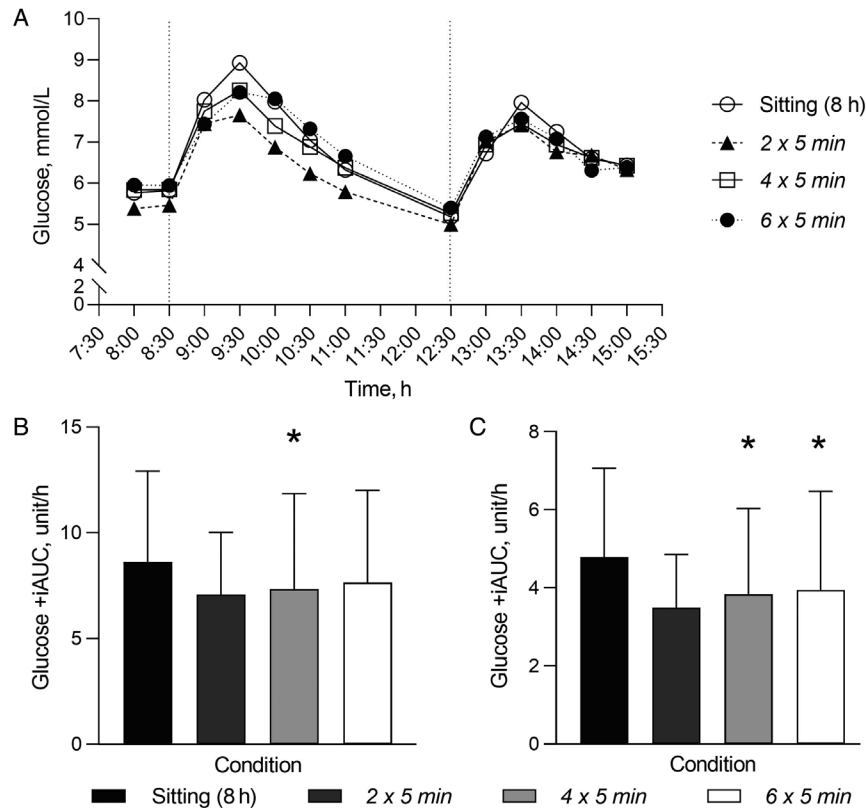 A
10
9
8
7
6
5
4
2
0
Glucose, mmol/L
7:30
8:00
8:30
9:00
9:30
10:00
10:30
11:00
11:30
12:00
12:30
13:00
13:30
14:00
14:30
15:00
15:30
Time, h
Sitting (8 h)
2 x 5 min
4 x 5 min
6 x 5 min
B
15
10
5
0
Glucose +iAUC, unit/h
*
Condition
C
8
6
4
2
0
Glucose +iAUC, unit/h
* *
Condition
Sitting (8 h) 2 x 5 min 4 x 5 min 6 x 5 min